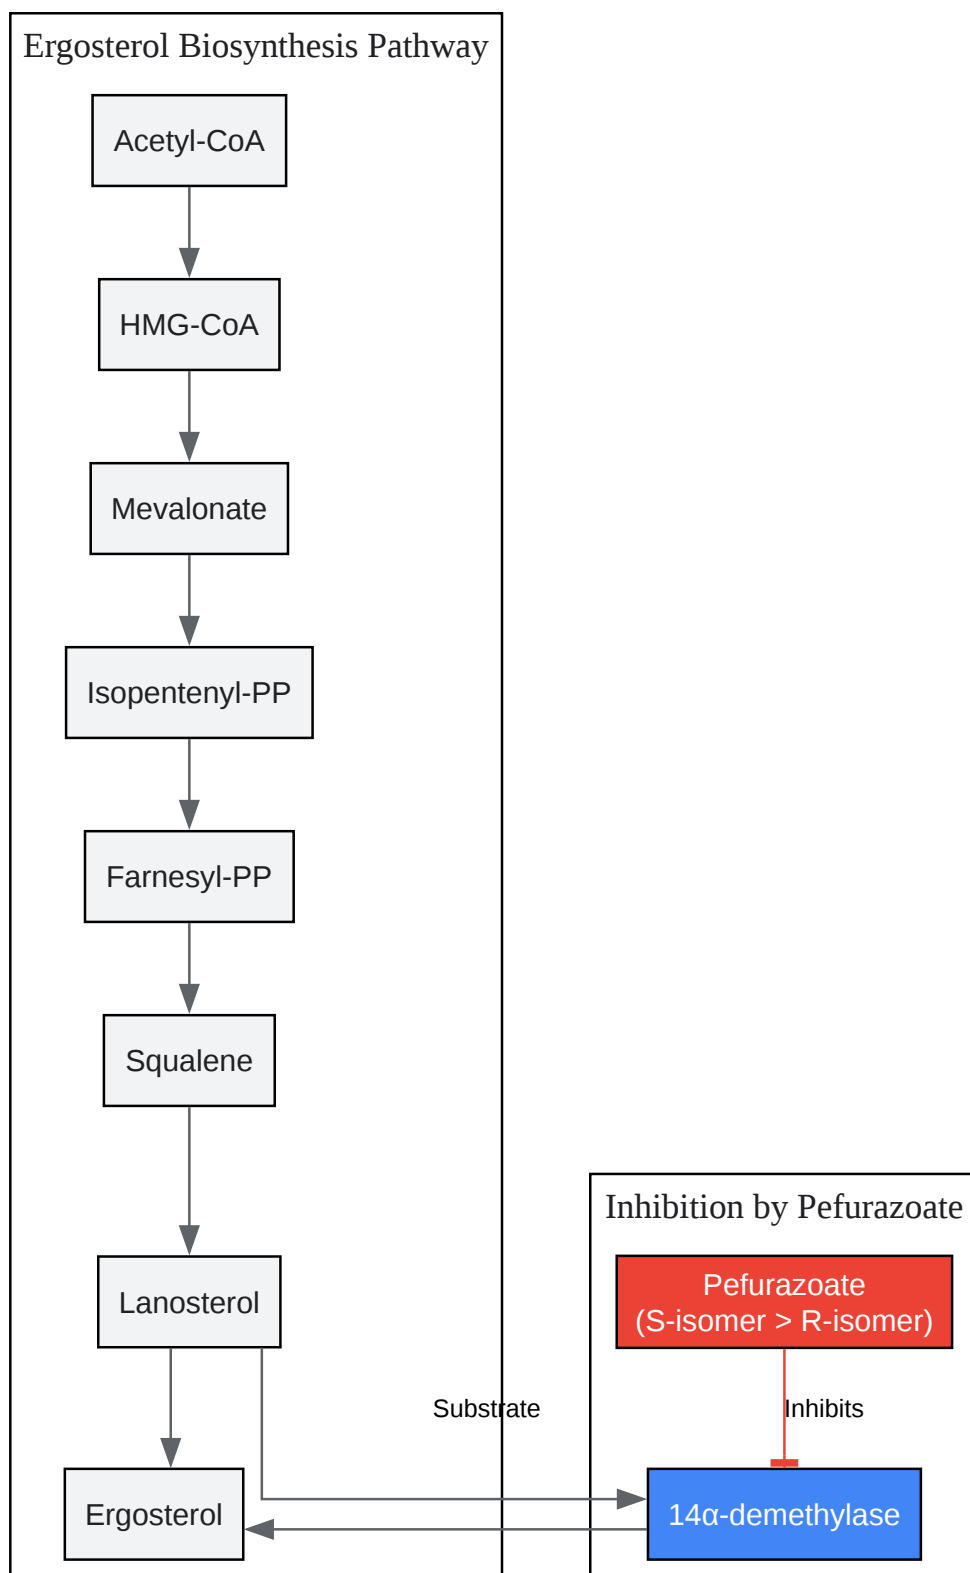 Ergosterol Biosynthesis Pathway
Acetyl-CoA
HMG-CoA
Mevalonate
Isopentenyl-PP
Farnesyl-PP
Squalene
Lanosterol
Ergosterol
Substrate
Inhibition by Pefurazoate
Pefurazoate
(S-isomer > R-isomer)
Inhibits
14α-demethylase